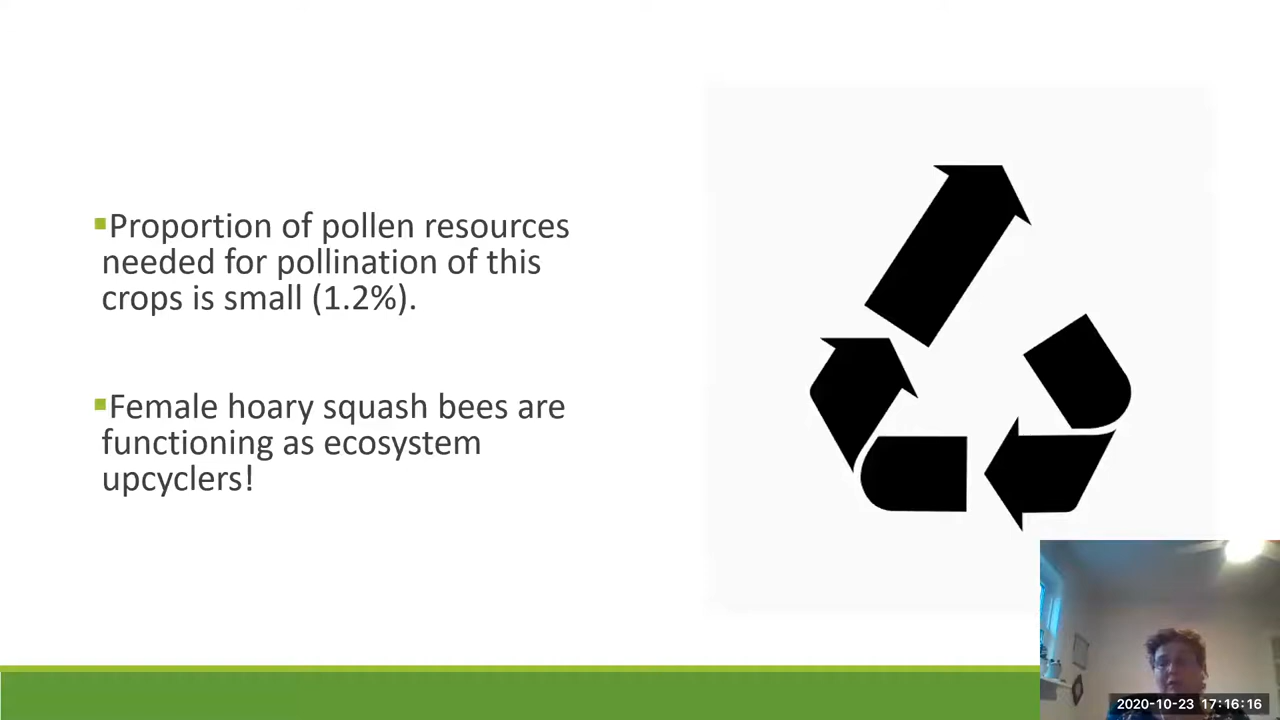 ▪Proportion of pollen resources
needed for pollination of this
crops is small (1.2%).
▪Female hoary squash bees are
functioning as ecosystem
upcyclers!
2020-10-23 17:16:16